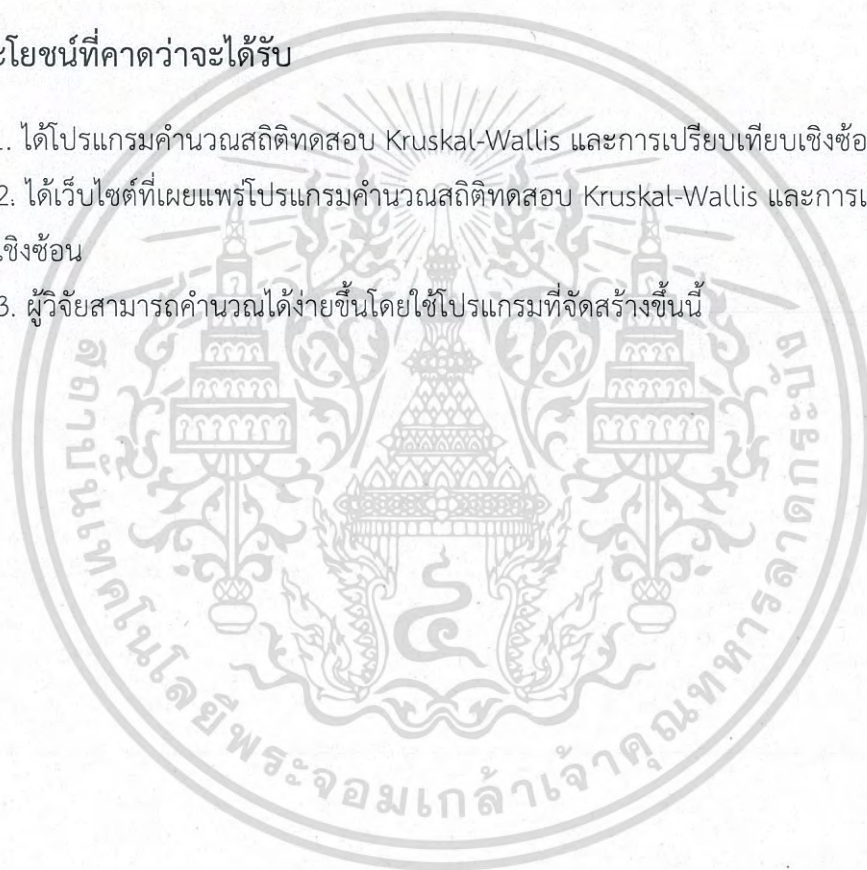 ะโยชน์ที่คาดว่าจะได้รับ
1. ได้โปรแกรมคำนวณสถิติทดสอบ Kruskal-Wallis และการเปรียบเทียบเชิงซ้อ
2. ได้เว็บไซต์ที่เผยแพร่โปรแกรมคำนวณสถิติทดสอบ Kruskal-Wallis และการเ
เชิงซ้อน
3. ผู้วิจัยสามารถคำนวณได้ง่ายขึ้นโดยใช้โปรแกรมที่จัดสร้างขึ้นนี้
สถาบันเทคโนโลยีพระจอมเกล้าเจ้าคุณทหารลาดกระบัง